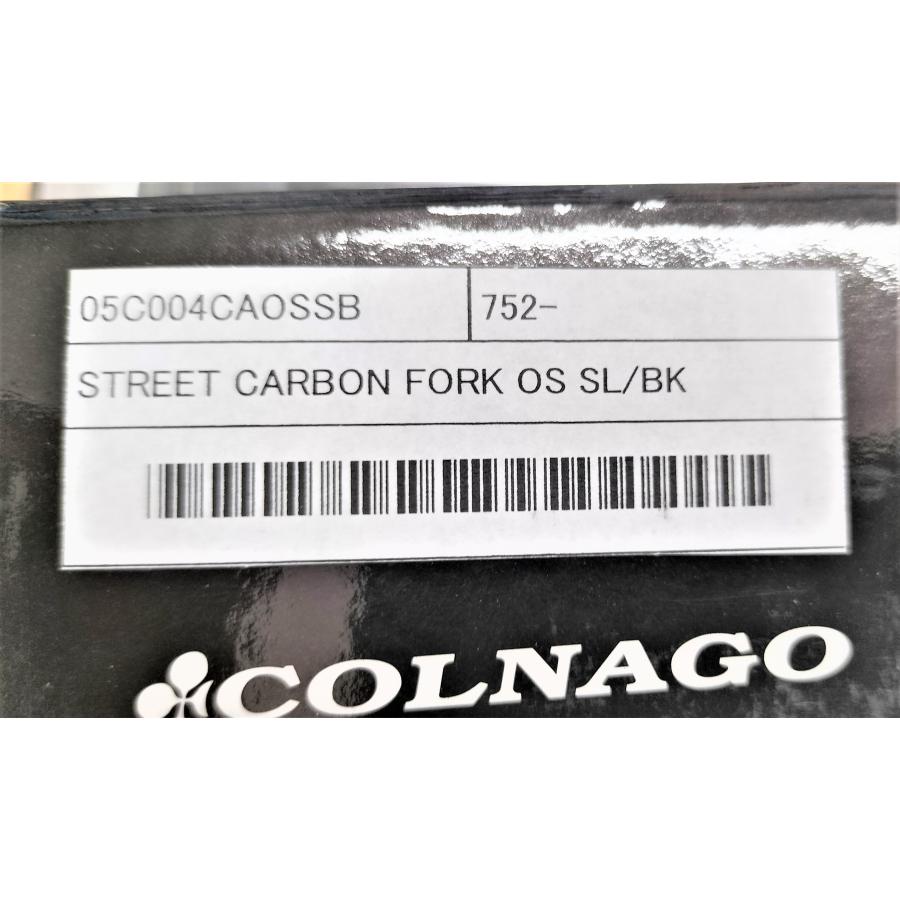 05C004CAOSSB 752-
STREET CARBON FORK OS SL/BK
COLNAGO